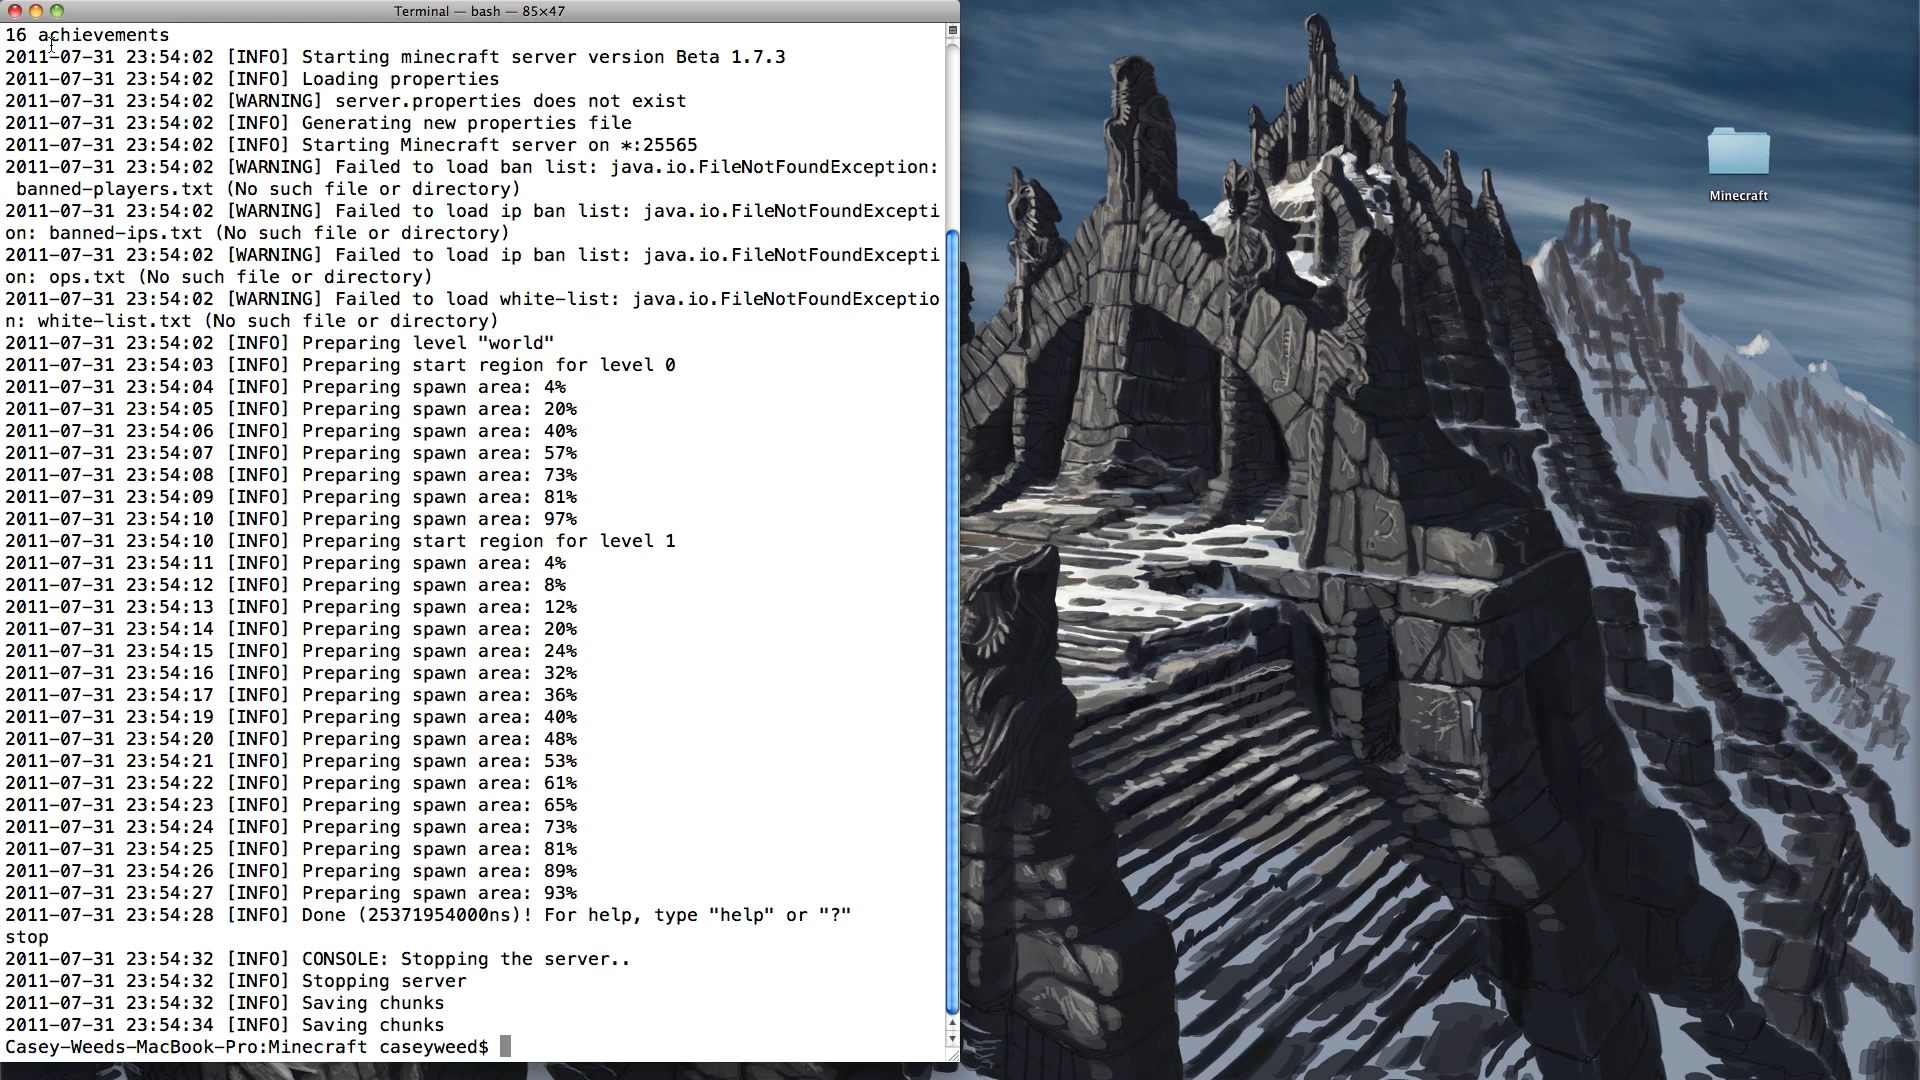 Terminal — bash — 85×47
16 achievements
2011-07-31 23:54:02 [INFO] Starting minecraft server version Beta 1.7.3
2011-07-31 23:54:02 [INFO] Loading properties
2011-07-31 23:54:02 [WARNING] server.properties does not exist
2011-07-31 23:54:02 [INFO] Generating new properties file
2011-07-31 23:54:02 [INFO] Starting Minecraft server on *:25565
2011-07-31 23:54:02 [WARNING] Failed to load ban list: java.io.FileNotFoundException:
banned-players.txt (No such file or directory)
2011-07-31 23:54:02 [WARNING] Failed to load ip ban list: java.io.FileNotFoundExcepti
on: banned-ips.txt (No such file or directory)
2011-07-31 23:54:02 [WARNING] Failed to load ip ban list: java.io.FileNotFoundExcepti
on: ops.txt (No such file or directory)
2011-07-31 23:54:02 [WARNING] Failed to load white-list: java.io.FileNotFoundExceptio
n: white-list.txt (No such file or directory)
2011-07-31 23:54:02 [INFO] Preparing level "world"
2011-07-31 23:54:03 [INFO] Preparing start region for level 0
2011-07-31 23:54:04 [INFO] Preparing spawn area: 4%
2011-07-31 23:54:05 [INFO] Preparing spawn area: 20%
2011-07-31 23:54:06 [INFO] Preparing spawn area: 40%
2011-07-31 23:54:07 [INFO] Preparing spawn area: 57%
2011-07-31 23:54:08 [INFO] Preparing spawn area: 73%
2011-07-31 23:54:09 [INFO] Preparing spawn area: 81%
2011-07-31 23:54:10 [INFO] Preparing spawn area: 97%
2011-07-31 23:54:10 [INFO] Preparing start region for level 1
2011-07-31 23:54:11 [INFO] Preparing spawn area: 4%
2011-07-31 23:54:12 [INFO] Preparing spawn area: 8%
2011-07-31 23:54:13 [INFO] Preparing spawn area: 12%
2011-07-31 23:54:14 [INFO] Preparing spawn area: 20%
2011-07-31 23:54:15 [INFO] Preparing spawn area: 24%
2011-07-31 23:54:16 [INFO] Preparing spawn area: 32%
2011-07-31 23:54:17 [INFO] Preparing spawn area: 36%
2011-07-31 23:54:19 [INFO] Preparing spawn area: 40%
2011-07-31 23:54:20 [INFO] Preparing spawn area: 48%
2011-07-31 23:54:21 [INFO] Preparing spawn area: 53%
2011-07-31 23:54:22 [INFO] Preparing spawn area: 61%
2011-07-31 23:54:23 [INFO] Preparing spawn area: 65%
2011-07-31 23:54:24 [INFO] Preparing spawn area: 73%
2011-07-31 23:54:25 [INFO] Preparing spawn area: 81%
2011-07-31 23:54:26 [INFO] Preparing spawn area: 89%
2011-07-31 23:54:27 [INFO] Preparing spawn area: 93%
2011-07-31 23:54:28 [INFO] Done (25371954000ns)! For help, type "help" or "?"
stop
2011-07-31 23:54:32 [INFO] CONSOLE: Stopping the server..
2011-07-31 23:54:32 [INFO] Stopping server
2011-07-31 23:54:32 [INFO] Saving chunks
2011-07-31 23:54:34 [INFO] Saving chunks
Casey-Weeds-MacBook-Pro:Minecraft caseyweed$
Minecraft